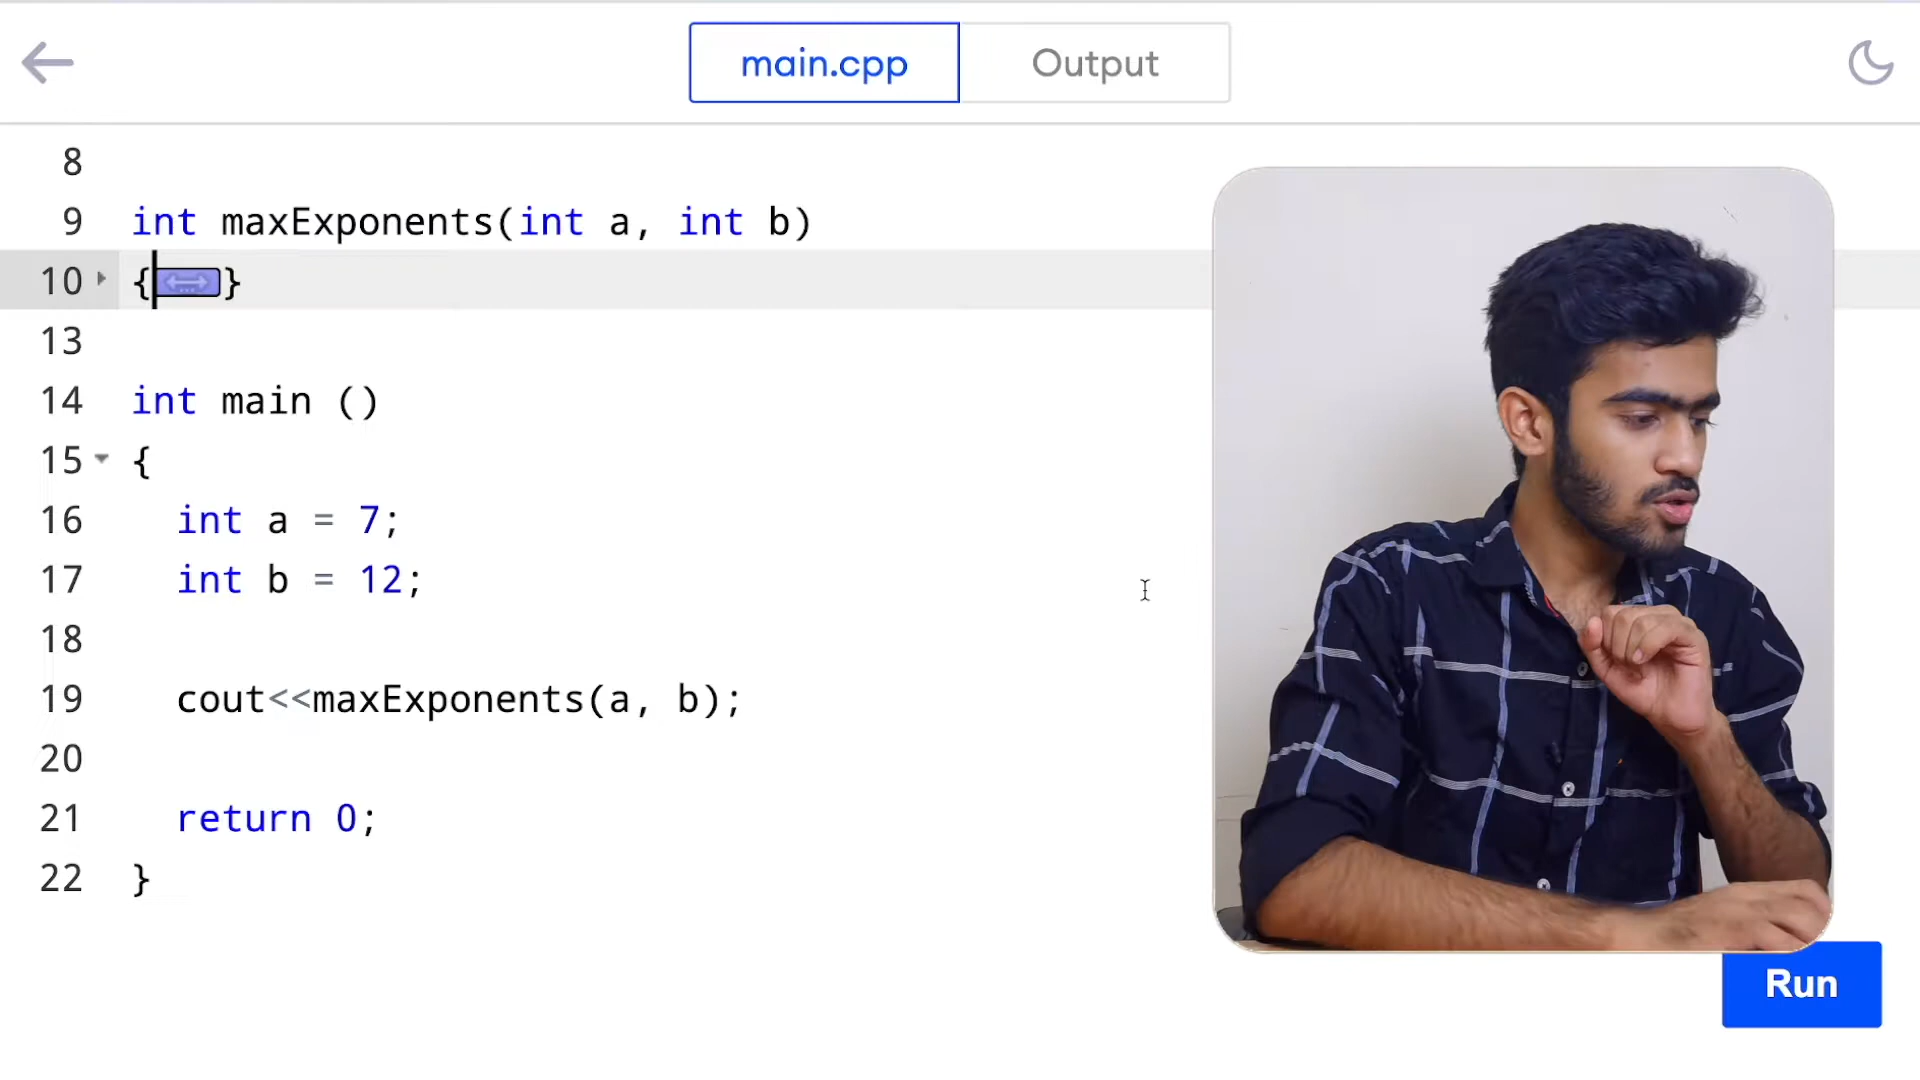 main.cpp
Output
8
9 int maxExponents(int a, int b)
10 {...}
13
14 int main ()
15 {
16 int a = 7;
17 int b = 12;
18
19 cout<<maxExponents(a, b);
20
21 return 0;
22 }
Run